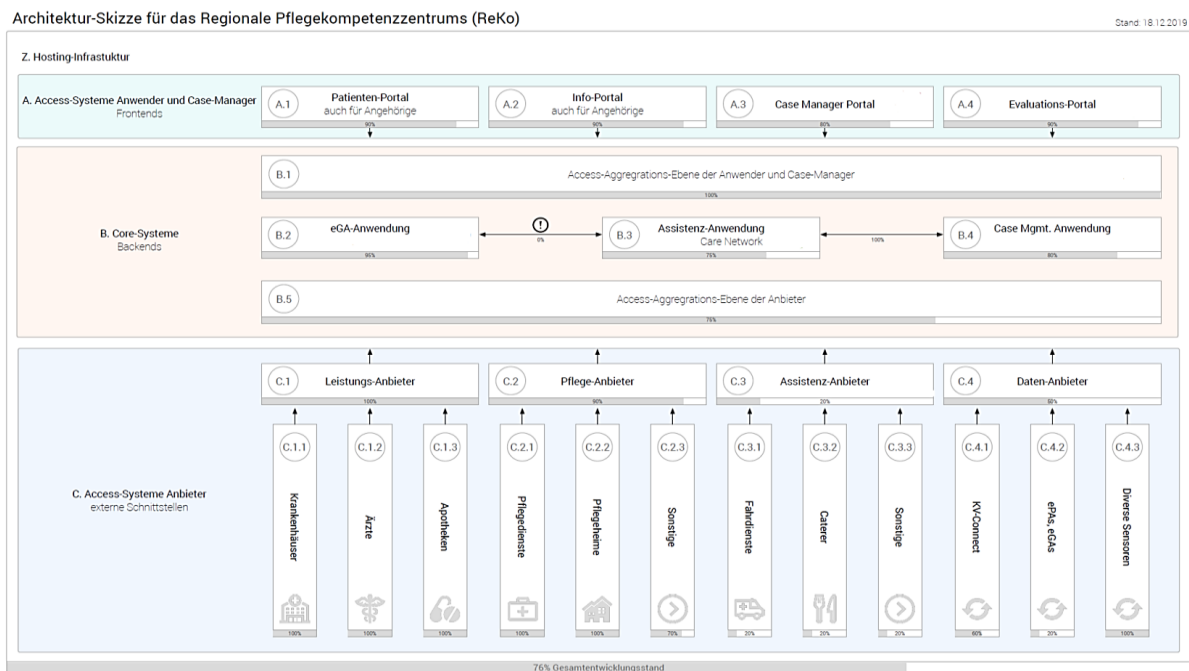 Architektur-Skizze für das Regionale Pflegekompetenzzentrums (ReKo)
Stand: 18.12.2019
Z. Hosting-Infrastuktur
A. Access-Systeme Anwender und Case-Manager
Frontends
A.1
Patienten-Portal
auch für Angehörige
90%
A.2
Info-Portal
auch für Angehörige
90%
A.3
Case Manager Portal
80%
A.4
Evaluations-Portal
90%
B. Core-Systeme
Backends
B.1
Access-Aggregrations-Ebene der Anwender und Case-Manager
100%
B.2
eGA-Anwendung
95%
!
0%
B.3
Assistenz-Anwendung
Care Network
75%
100%
B.4
Case Mgmt. Anwendung
80%
B.5
Access-Aggregrations-Ebene der Anbieter
75%
C. Access-Systeme Anbieter
externe Schnittstellen
C.1
Leistungs-Anbieter
100%
C.2
Pflege-Anbieter
90%
C.3
Assistenz-Anbieter
20%
C.4
Daten-Anbieter
C.1.1
Krankenhäuser
100%
C.1.2
Ärzte
100%
C.1.3
Apotheken
100%
C.2.1
Pflegedienste
100%
C.2.2
Pflegeheime
100%
C.2.3
Sonstige
70%
C.3.1
Fahrdienste
20%
C.3.2
Caterer
20%
C.3.3
Sonstige
20%
C.4.1
KV-Connect
60%
C.4.2
ePAs, eGAs
20%
C.4.3
Diverse Sensoren
100%
76% Gesamtentwicklungsstand